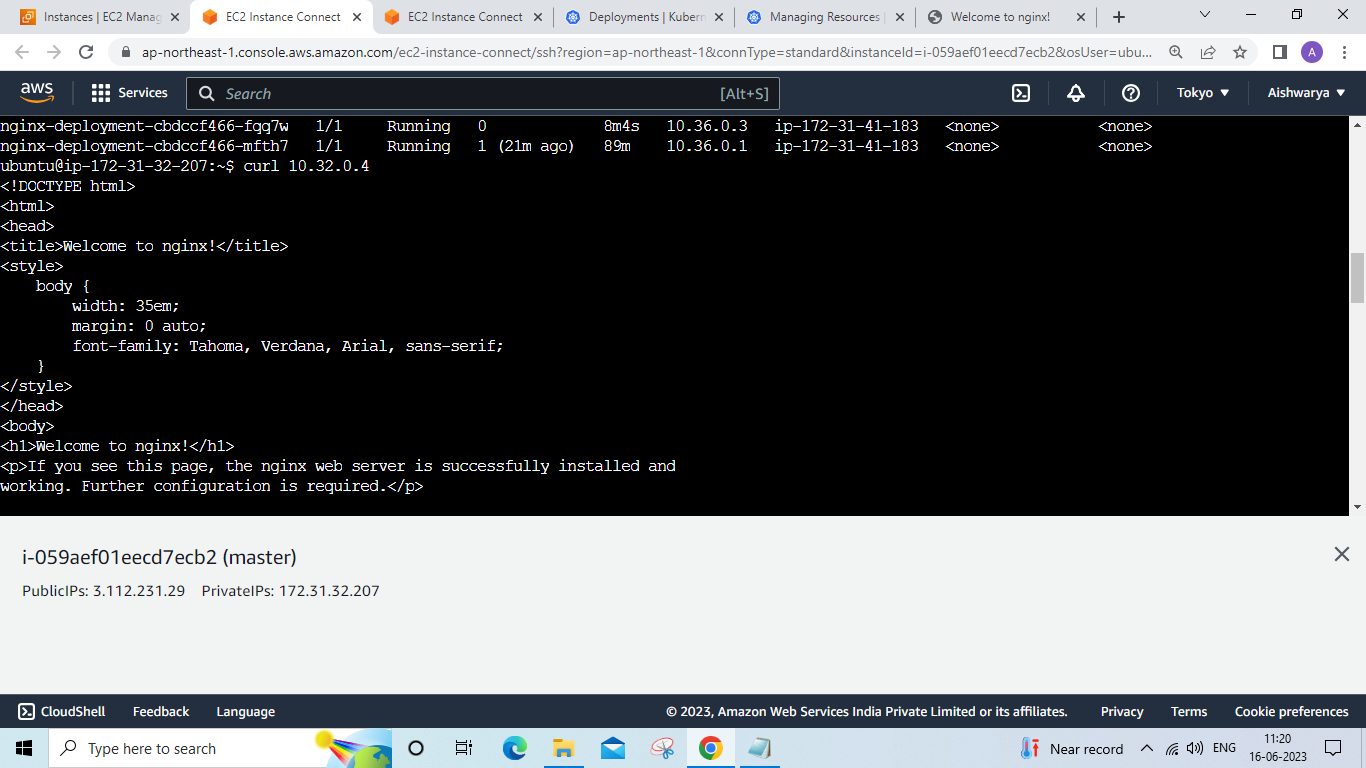 Instances | EC2 Manag
EC2 Instance Connect
EC2 Instance Connect
Deployments | Kubern
Managing Resources |
Welcome to nginx!
ap-northeast-1.console.aws.amazon.com/ec2-instance-connect/ssh?region=ap-northeast-1&connType=standard&instanceId=i-059aef01eecd7ecb2&osUser=ubu...
A
aws
Services
Search
[Alt+S]
Tokyo
Aishwarya
nginx-deployment-cbdccf466-fqq7w 1/1 Running 0 8m4s 10.36.0.3 ip-172-31-41-183 <none> <none>
nginx-deployment-cbdccf466-mfth7 1/1 Running 1 (21m ago) 89m 10.36.0.1 ip-172-31-41-183 <none> <none>
ubuntu@ip-172-31-32-207:~$ curl 10.32.0.4
<!DOCTYPE html>
<html>
<head>
<title>Welcome to nginx!</title>
<style>
    body {
        width: 35em;
        margin: 0 auto;
        font-family: Tahoma, Verdana, Arial, sans-serif;
    }
</style>
</head>
<body>
<h1>Welcome to nginx!</h1>
<p>If you see this page, the nginx web server is successfully installed and
working. Further configuration is required.</p>
i-059aef01eecd7ecb2 (master)
PublicIPs: 3.112.231.29 PrivateIPs: 172.31.32.207
CloudShell Feedback Language © 2023, Amazon Web Services India Private Limited or its affiliates. Privacy Terms Cookie preferences
Type here to search
Near record
ENG
11:20
16-06-2023